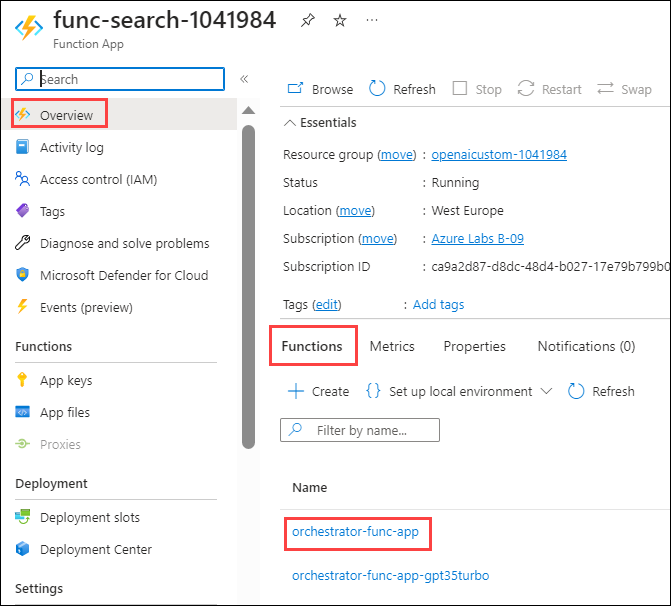 func-search-1041984
Function App
Search
Overview
Activity log
Access control (IAM)
Tags
Diagnose and solve problems
Microsoft Defender for Cloud
Events (preview)
Functions
App keys
App files
Proxies
Deployment
Deployment slots
Deployment Center
Settings
Browse Refresh Stop Restart Swap
Essentials
Resource group (move) : openaicustom-1041984
Status : Running
Location (move) : West Europe
Subscription (move) : Azure Labs B-09
Subscription ID : ca9a2d87-d8dc-48d4-b027-17e79b799b0
Tags (edit) : Add tags
Functions Metrics Properties Notifications (0)
Create {} Set up local environment Refresh
Filter by name...
Name
orchestrator-func-app
orchestrator-func-app-gpt35turbo